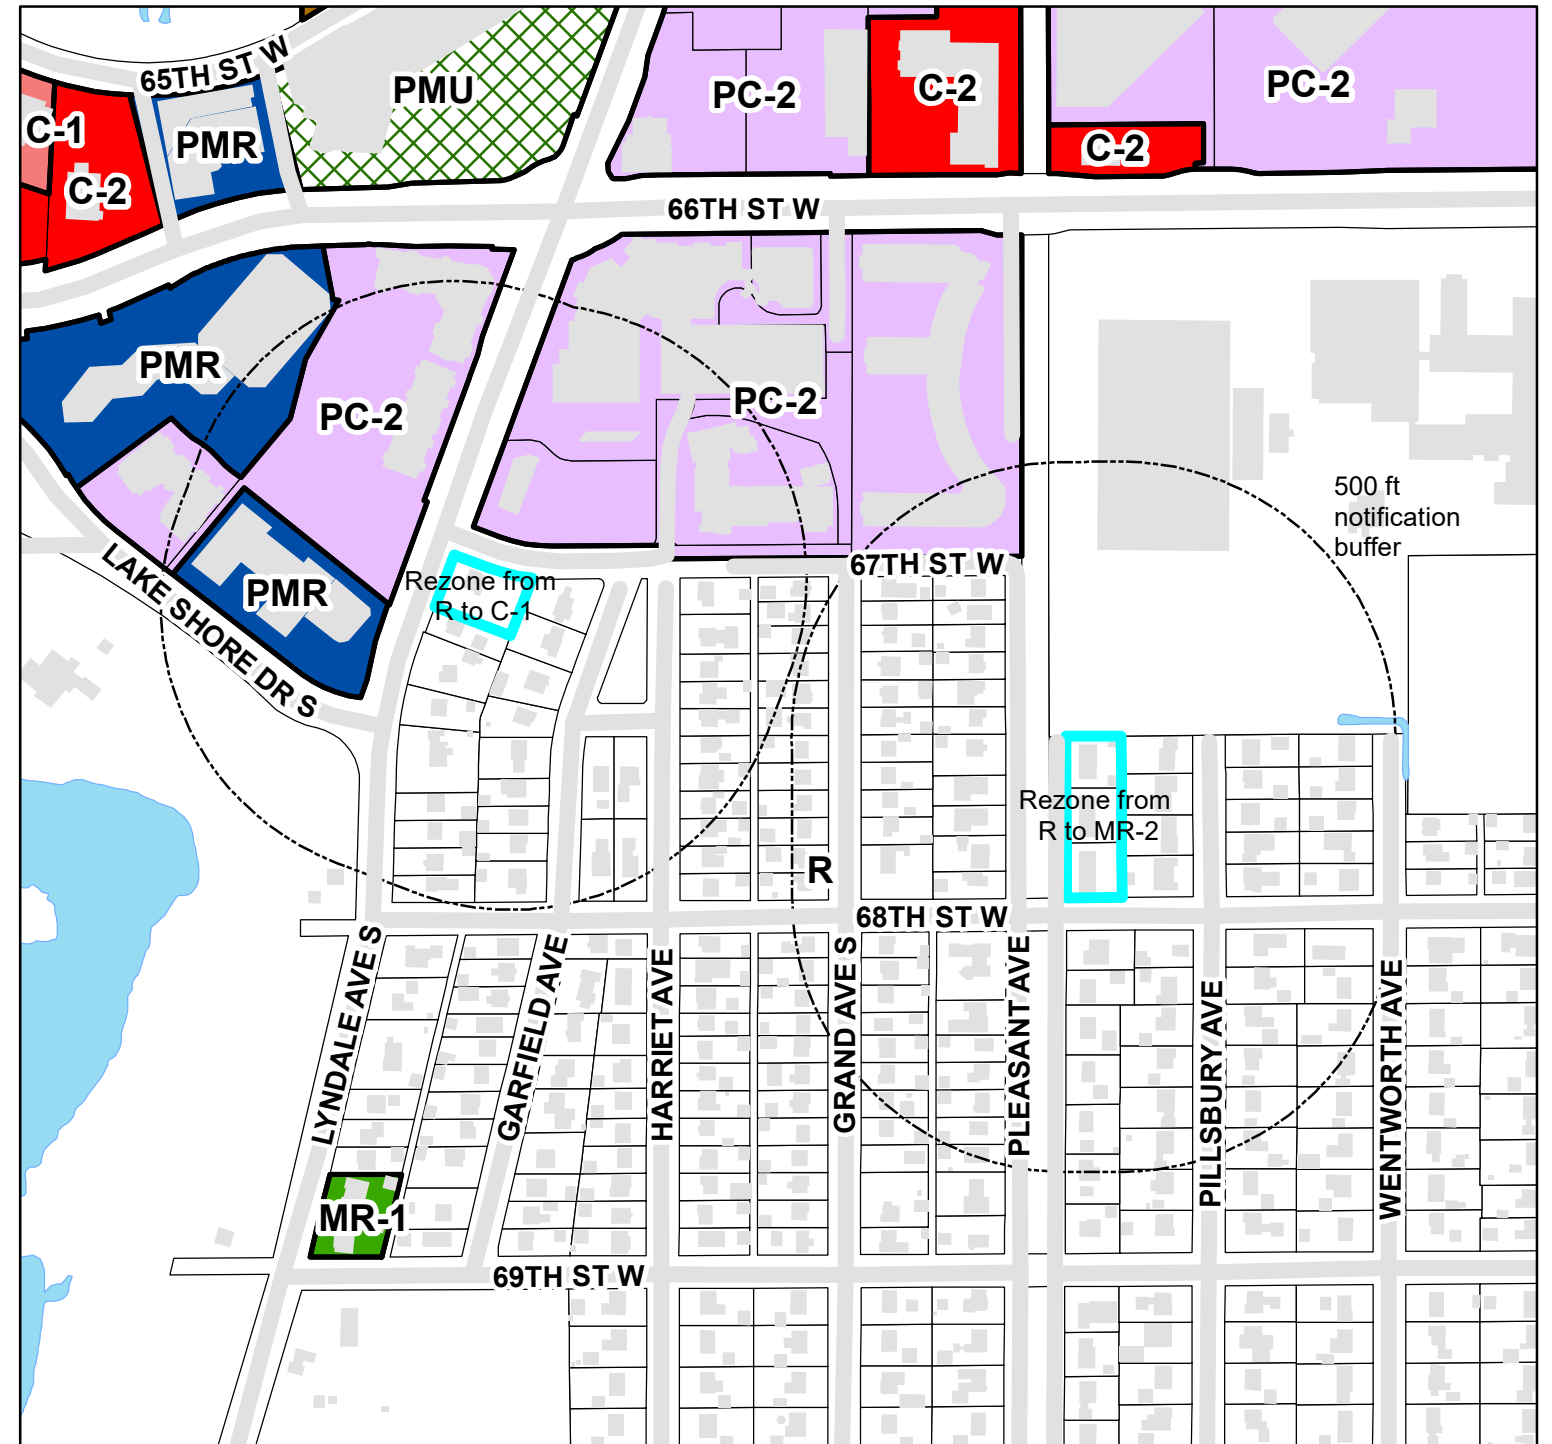 65TH ST W
PMU
PC-2
C-2
PC-2
C-1
PMR
C-2
C-2
66TH ST W
PMR
PC-2
PC-2
500 ft
notification
buffer
LAKE SHORE DR S
PMR
67TH ST W
Rezone from
R to C-1
Rezone from
R to MR-2
R
68TH ST W
LYNDALE AVE S
GARFIELD AVE
HARRIET AVE
GRAND AVE S
PLEASANT AVE
PILLSBURY AVE
WENTWORTH AVE
MR-1
69TH ST W